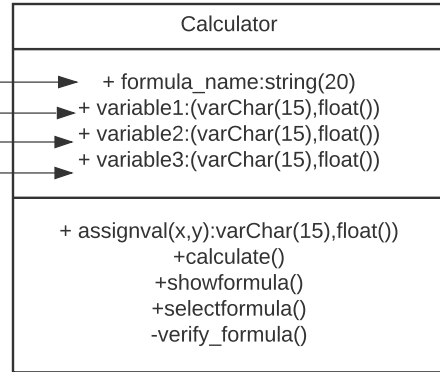 Calculator
+ formula_name:string(20)
+ variable1:(varChar(15),float())
+ variable2:(varChar(15),float())
+ variable3:(varChar(15),float())
+ assignval(x,y):varChar(15),float())
+calculate()
+showformula()
+selectformula()
-verify_formula()